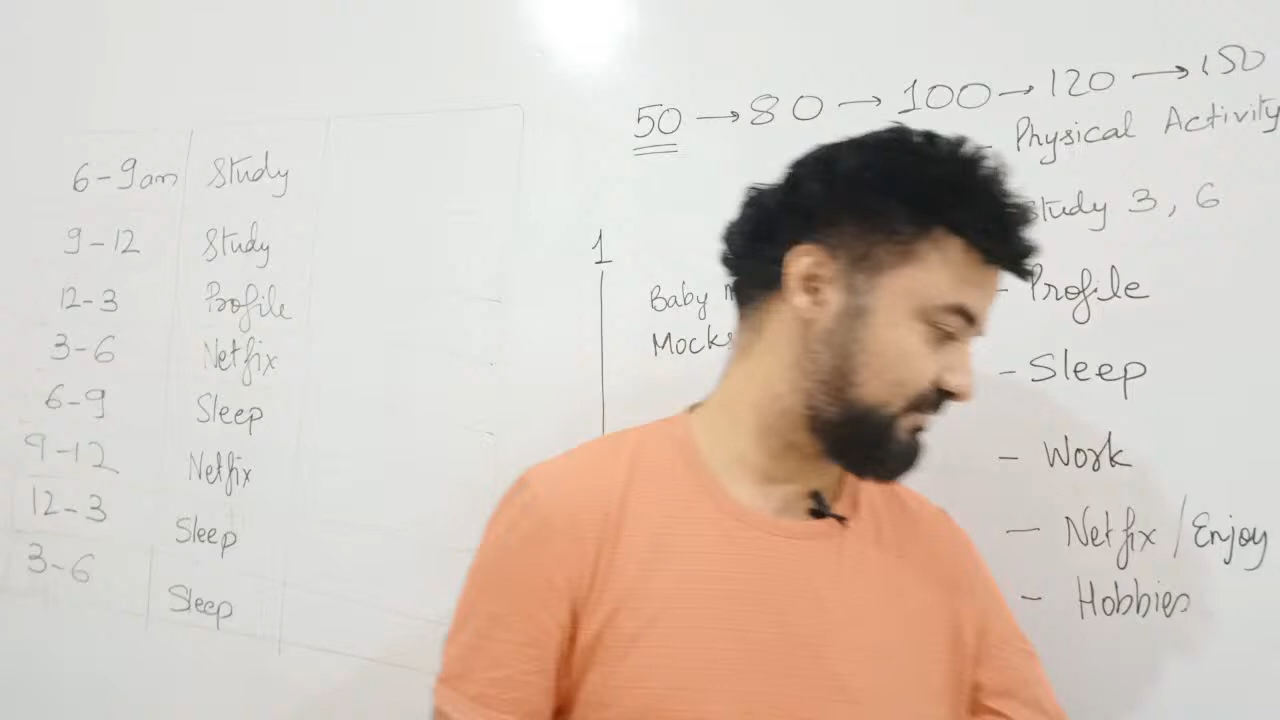 6-9am Study
9-12 Study
12-3 Profile
3-6 Netfix
6-9 Sleep
9-12 Netfix
12-3 Sleep
3-6 Sleep
50 → 80 → 100 → 120 → 150
- Physical Activity
Study 3, 6
- Profile
- Sleep
- Work
- Netfix / Enjoy
- Hobbies
1
Baby
Mocks